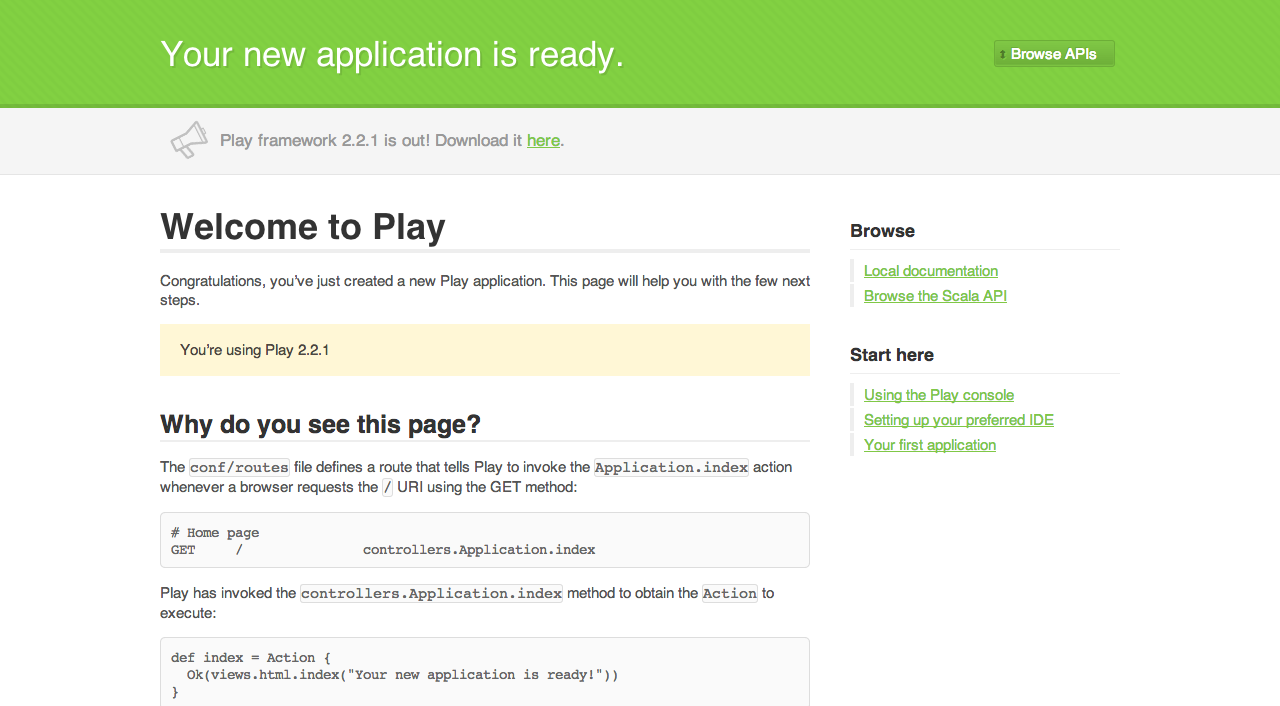 Your new application is ready.
Browse APIs
Play framework 2.2.1 is out! Download it here.
Welcome to Play
Congratulations, you’ve just created a new Play application. This page will help you with the few next
steps.
You’re using Play 2.2.1
Why do you see this page?
The conf/routes file defines a route that tells Play to invoke the Application.index action
whenever a browser requests the / URI using the GET method:
# Home page
GET     /               controllers.Application.index
Play has invoked the controllers.Application.index method to obtain the Action to
execute:
def index = Action {
  Ok(views.html.index("Your new application is ready!"))
}
Browse
Local documentation
Browse the Scala API
Start here
Using the Play console
Setting up your preferred IDE
Your first application